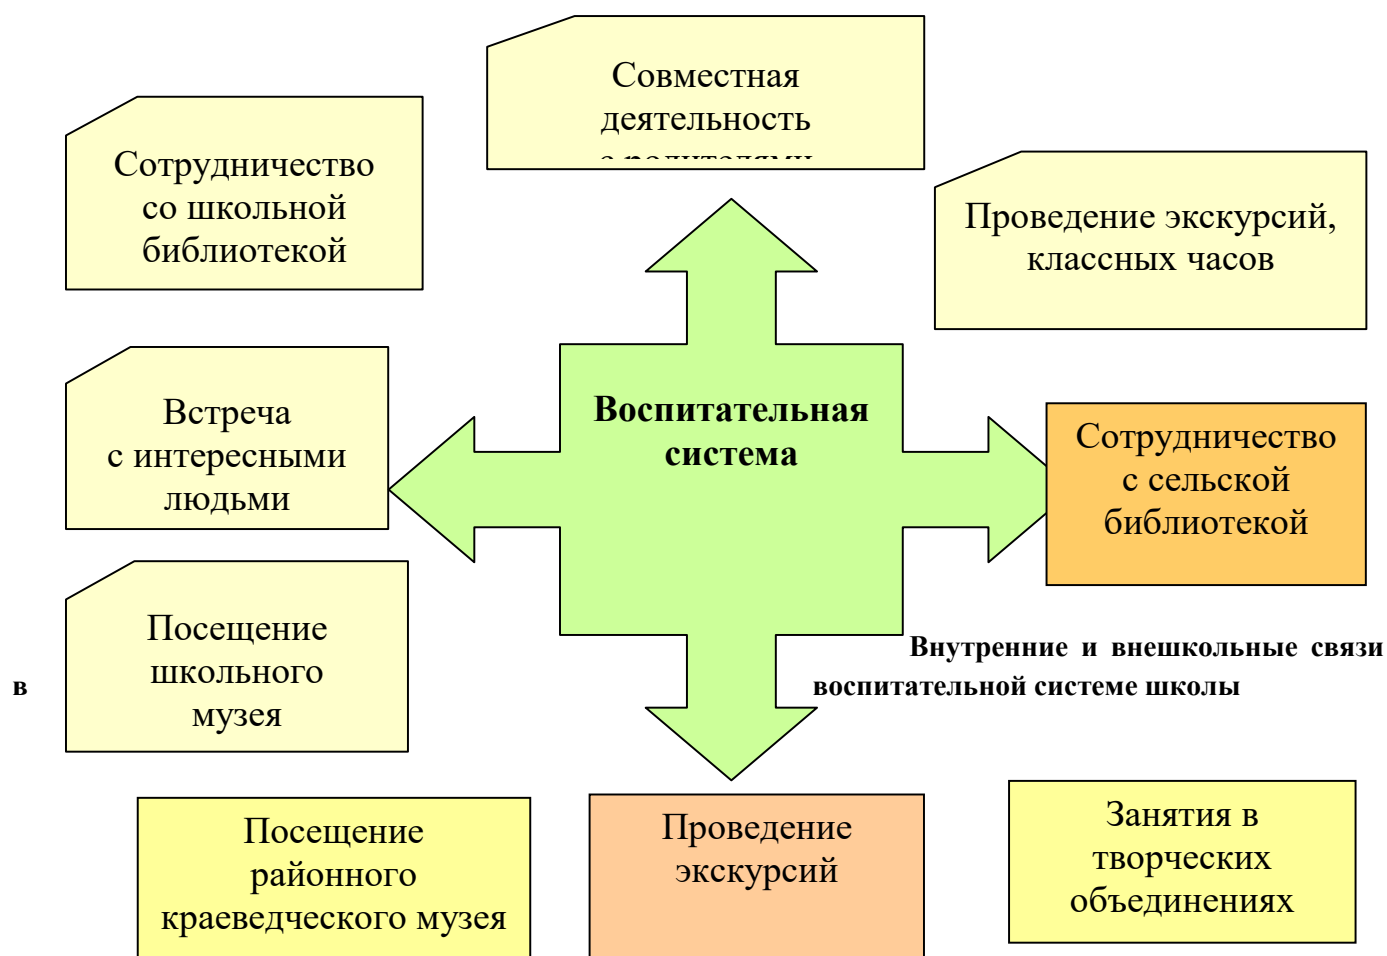 Совместная
деятельность
с родителями
Сотрудничество
со школьной
библиотекой
Проведение экскурсий,
классных часов
Встреча
с интересными
людьми
Воспитательная
система
Сотрудничество
с сельской
библиотекой
Посещение
школьного
музея
Внутренние и внешкольные связи
в воспитательной системе школы
Посещение
районного
краеведческого музея
Проведение
экскурсий
Занятия в
творческих
объединениях